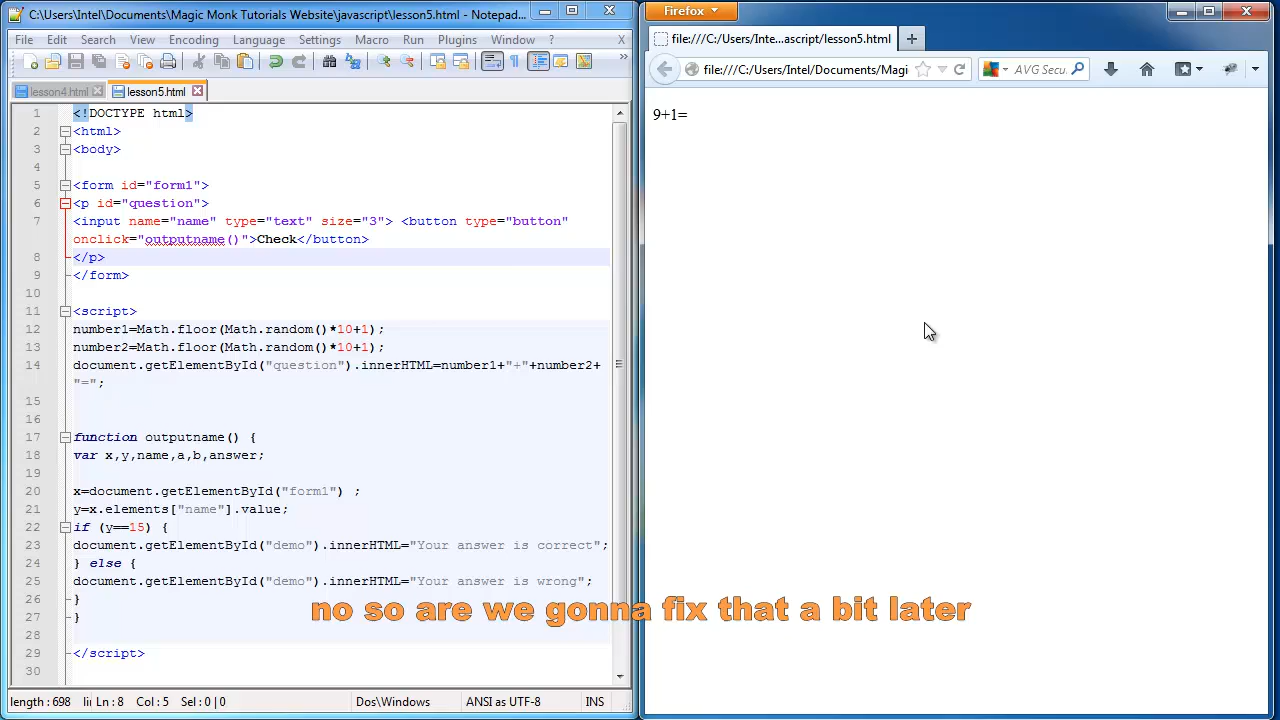 C:\Users\Intel\Documents\Magic Monk Tutorials Website\javascript\lesson5.html - Notepad...
File Edit Search View Encoding Language Settings Macro Run Plugins Window ? X
lesson4.html lesson5.html
1 <!DOCTYPE html>
2 <html>
3 <body>
4
5 <form id="form1">
6 <p id="question">
7 <input name="name" type="text" size="3"> <button type="button"
onclick="outputname()">Check</button>
8 </p>
9 </form>
10
11 <script>
12 number1=Math.floor(Math.random()*10+1);
13 number2=Math.floor(Math.random()*10+1);
14 document.getElementById("question").innerHTML=number1+"+"+number2+
"=";
15
16
17 function outputname() {
18 var x,y,name,a,b,answer;
19
20 x=document.getElementById("form1") ;
21 y=x.elements["name"].value;
22 if (y==15) {
23 document.getElementById("demo").innerHTML="Your answer is correct";
24 } else {
25 document.getElementById("demo").innerHTML="Your answer is wrong";
26 }
27 }
28
29 </script>
30
length : 698 li Ln : 8 Col : 5 Sel : 0 | 0 Dos\Windows ANSI as UTF-8 INS
Firefox
file:///C:/Users/Inte...ascript/lesson5.html
file:///C:/Users/Intel/Documents/Magi AVG Secu
9+1=
no so are we gonna fix that a bit later